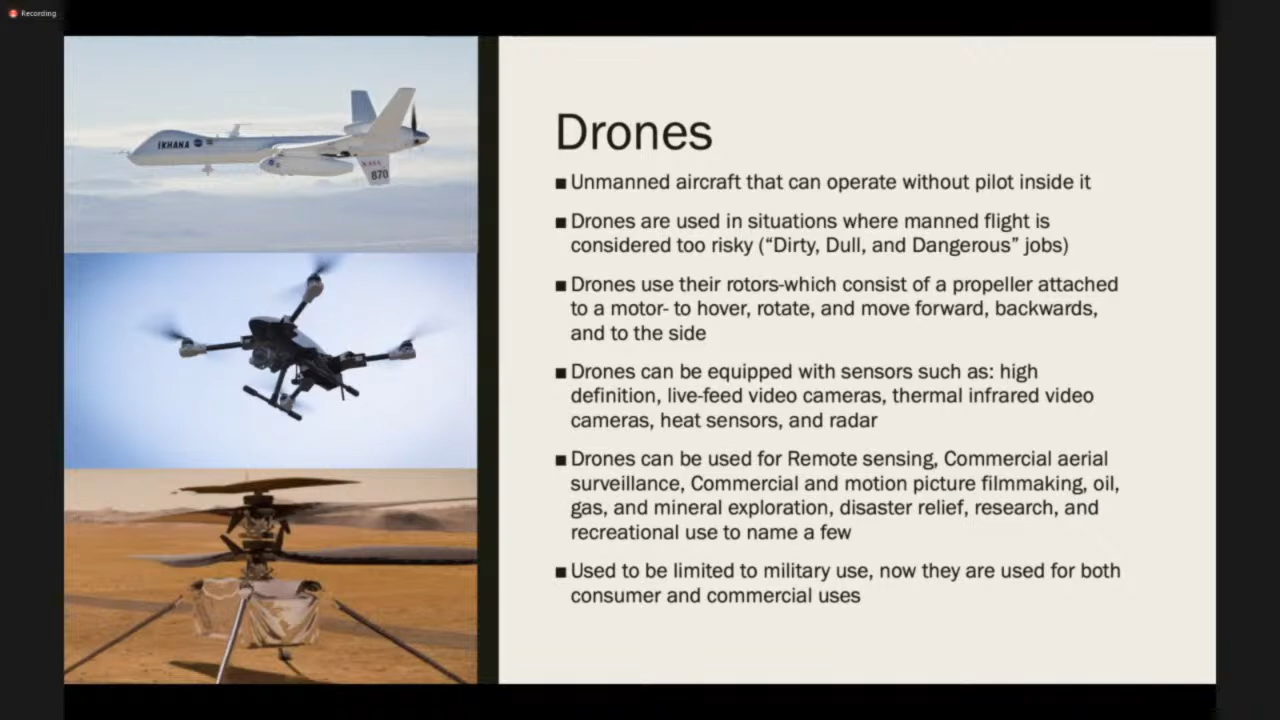 Recording
IKHANA
NASA
870
Drones
■ Unmanned aircraft that can operate without pilot inside it
■ Drones are used in situations where manned flight is
considered too risky (“Dirty, Dull, and Dangerous” jobs)
■ Drones use their rotors-which consist of a propeller attached
to a motor- to hover, rotate, and move forward, backwards,
and to the side
■ Drones can be equipped with sensors such as: high
definition, live-feed video cameras, thermal infrared video
cameras, heat sensors, and radar
■ Drones can be used for Remote sensing, Commercial aerial
surveillance, Commercial and motion picture filmmaking, oil,
gas, and mineral exploration, disaster relief, research, and
recreational use to name a few
■ Used to be limited to military use, now they are used for both
consumer and commercial uses